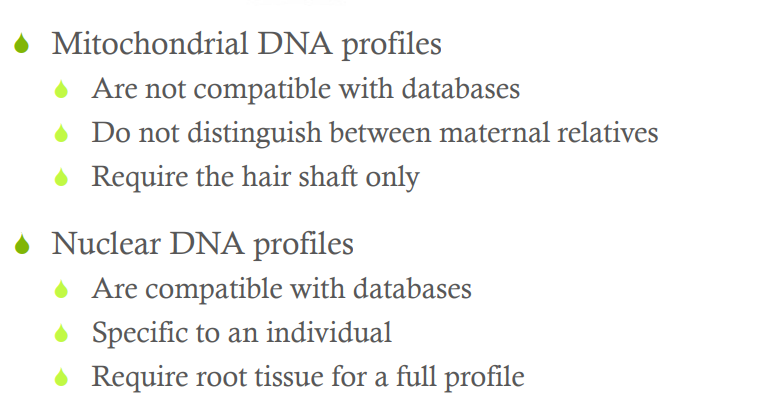 Mitochondrial DNA profiles
Are not compatible with databases
Do not distinguish between maternal relatives
Require the hair shaft only
Nuclear DNA profiles
Are compatible with databases
Specific to an individual
Require root tissue for a full profile